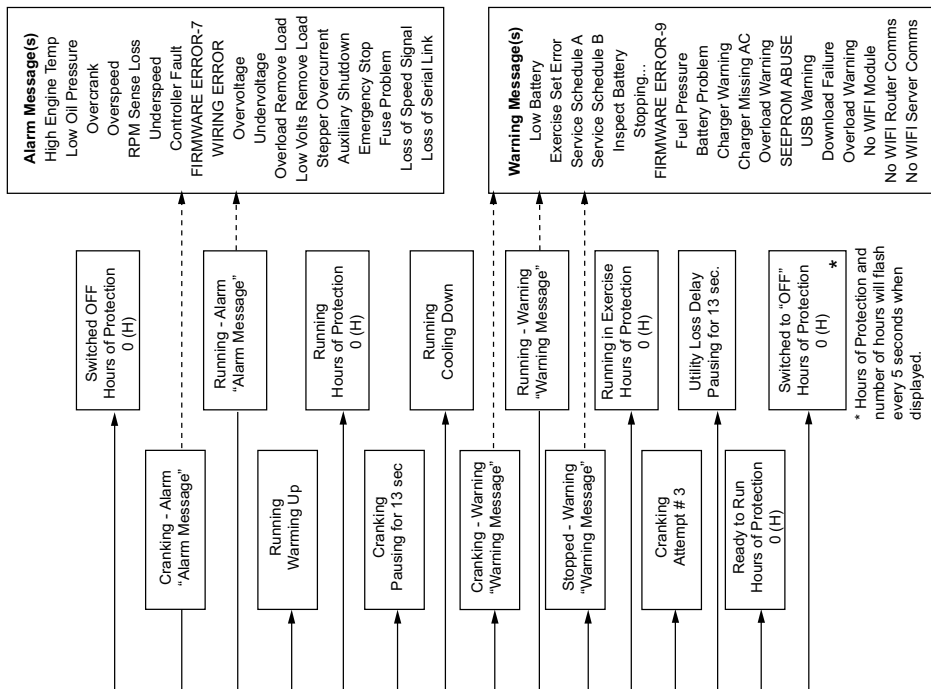 Alarm Message(s)
High Engine Temp
Low Oil Pressure
Overcrank
Overspeed
RPM Sense Loss
Underspeed
Controller Fault
FIRMWARE ERROR-7
WIRING ERROR
Overvoltage
Undervoltage
Overload Remove Load
Low Volts Remove Load
Stepper Overcurrent
Auxiliary Shutdown
Emergency Stop
Fuse Problem
Loss of Speed Signal
Loss of Serial Link
Warning Message(s)
Low Battery
Exercise Set Error
Service Schedule A
Service Schedule B
Inspect Battery
Stopping...
FIRMWARE ERROR-9
Fuel Pressure
Battery Problem
Charger Warning
Charger Missing AC
Overload Warning
SEEPROM ABUSE
USB Warning
Download Failure
Overload Warning
No WIFI Module
No WIFI Router Comms
No WIFI Server Comms
Switched OFF
Hours of Protection
0 (H)
Running - Alarm
“Alarm Message”
Running
Hours of Protection
0 (H)
Running
Cooling Down
Running - Warning
“Warning Message”
Running in Exercise
Hours of Protection
0 (H)
Utility Loss Delay
Pausing for 13 sec.
Switched to “OFF”
Hours of Protection
0 (H)
*
* Hours of Protection and
number of hours will flash
every 5 seconds when
displayed.
Cranking - Alarm
“Alarm Message”
Running
Warming Up
Cranking
Pausing for 13 sec
Cranking - Warning
“Warning Message”
Stopped - Warning
“Warning Message”
Cranking
Attempt # 3
Ready to Run
Hours of Protection
0 (H)